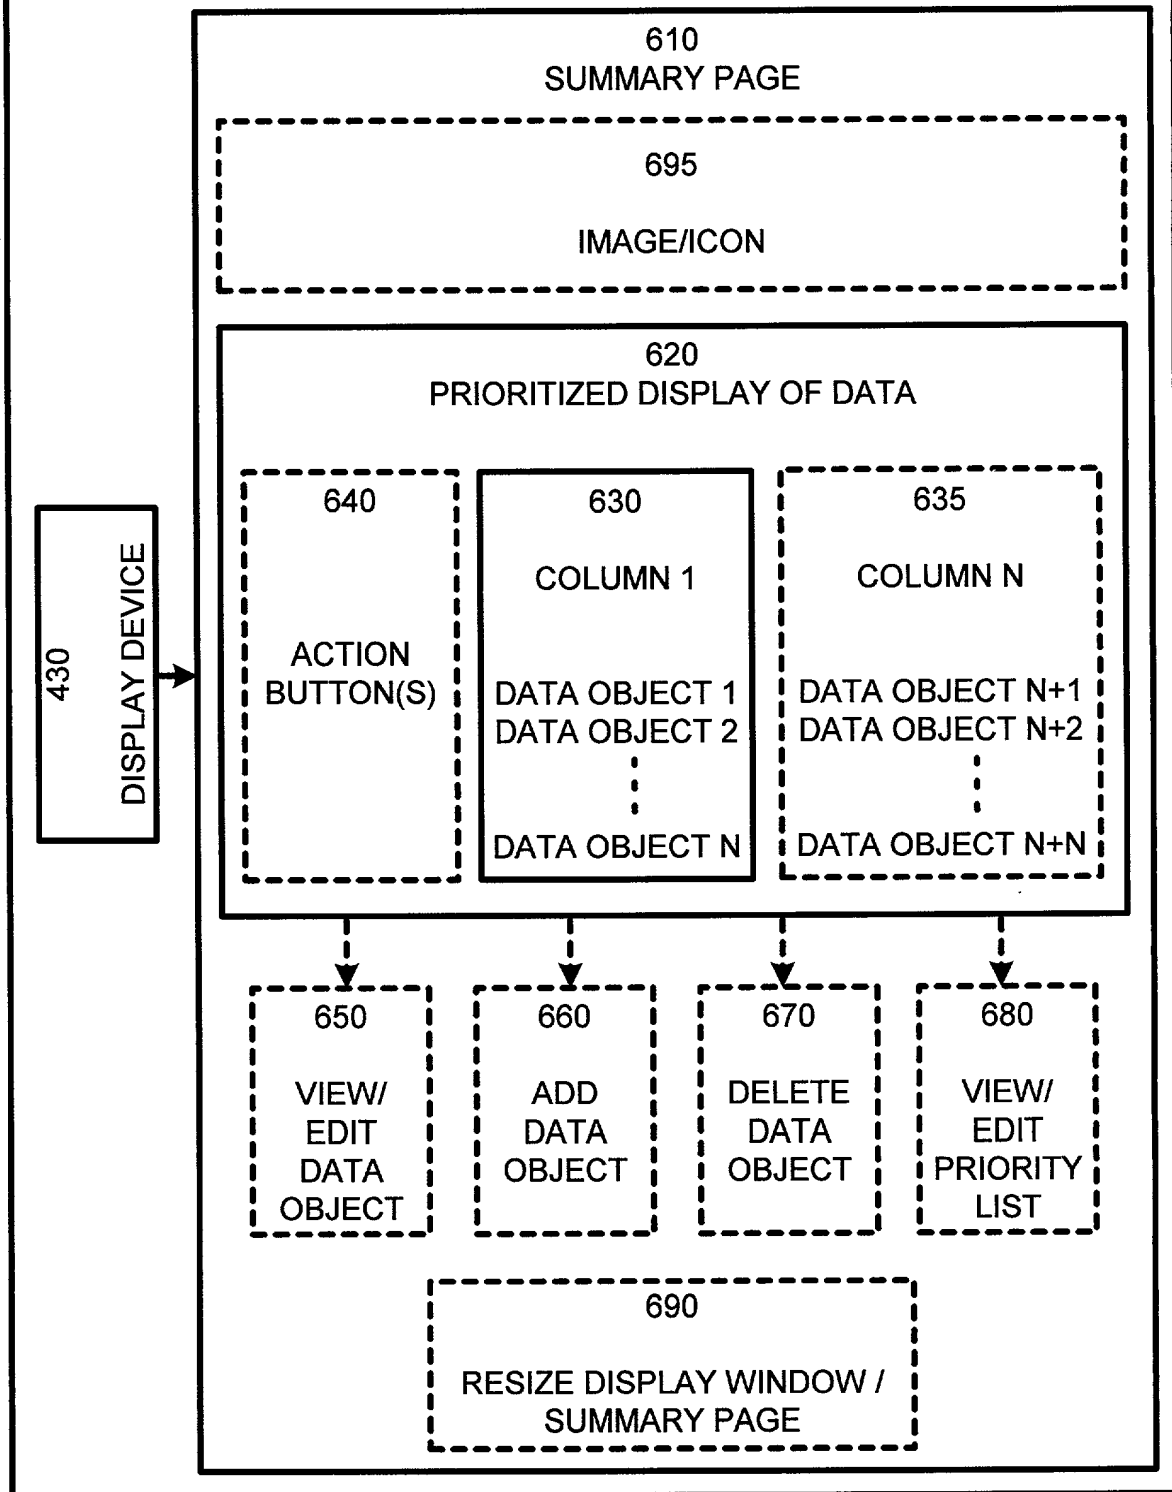 610
SUMMARY PAGE
695
IMAGE/ICON
620
PRIORITIZED DISPLAY OF DATA
640
ACTION
BUTTON(S)
630
COLUMN 1
DATA OBJECT 1
DATA OBJECT 2
DATA OBJECT N
635
COLUMN N
DATA OBJECT N+1
DATA OBJECT N+2
DATA OBJECT N+N
430
DISPLAY DEVICE
650
VIEW/
EDIT
DATA
OBJECT
660
ADD
DATA
OBJECT
670
DELETE
DATA
OBJECT
680
VIEW/
EDIT
PRIORITY
LIST
690
RESIZE DISPLAY WINDOW /
SUMMARY PAGE